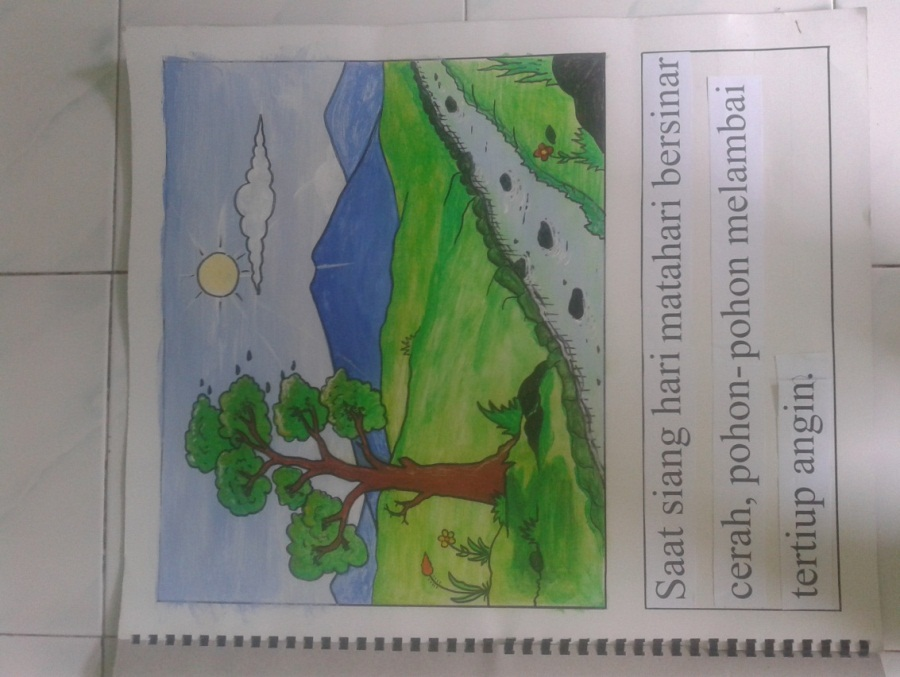 Saat siang hari matahari bersinar
cerah, pohon-pohon melambai
tertiup angin.